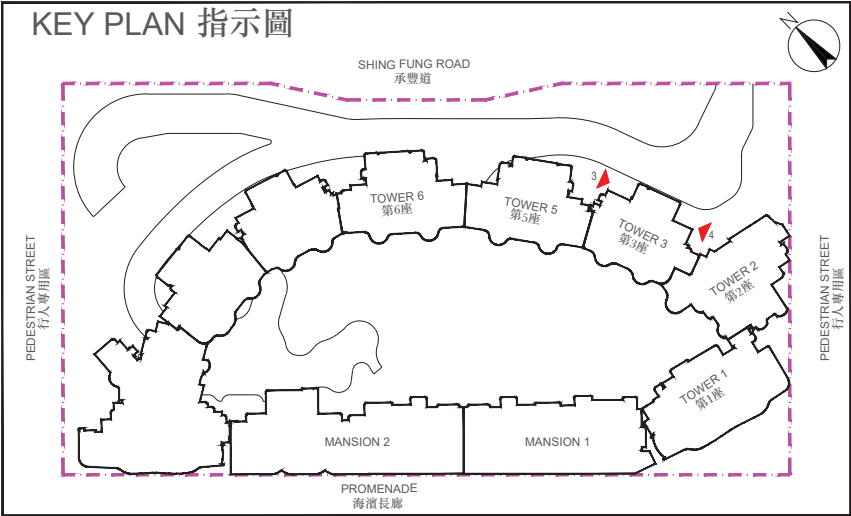 KEY PLAN 指示圖
N
SHING FUNG ROAD
承豐道
3
TOWER 6
第6座
TOWER 5
第5座
TOWER 3
第3座
4
TOWER 2
第2座
TOWER 1
第1座
PEDESTRIAN STREET
行人專用區
PEDESTRIAN STREET
行人專用區
MANSION 2
MANSION 1
PROMENADE
海濱長廊